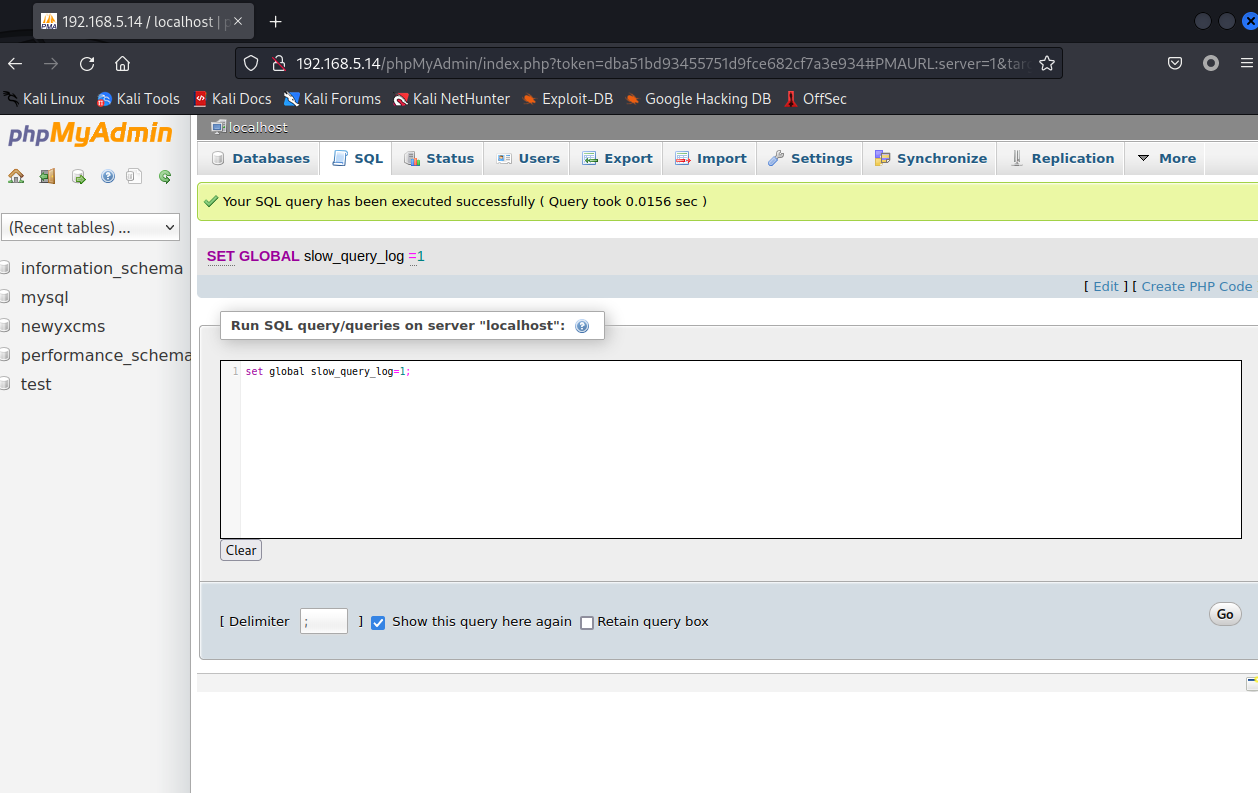 192.168.5.14 / localhost | p
192.168.5.14/phpMyAdmin/index.php?token=dba51bd93455751d9fce682cf7a3e934#PMAURL:server=1&tar
Kali Linux Kali Tools Kali Docs Kali Forums Kali NetHunter Exploit-DB Google Hacking DB OffSec
phpMyAdmin
localhost
Databases SQL Status Users Export Import Settings Synchronize Replication More
Your SQL query has been executed successfully ( Query took 0.0156 sec )
(Recent tables) ...
SET GLOBAL slow_query_log =1
information_schema
[ Edit ] [ Create PHP Code
mysql
newyxcms
Run SQL query/queries on server "localhost":
performance_schema
1 set global slow_query_log=1;
test
Clear
[ Delimiter ; ] Show this query here again Retain query box
Go